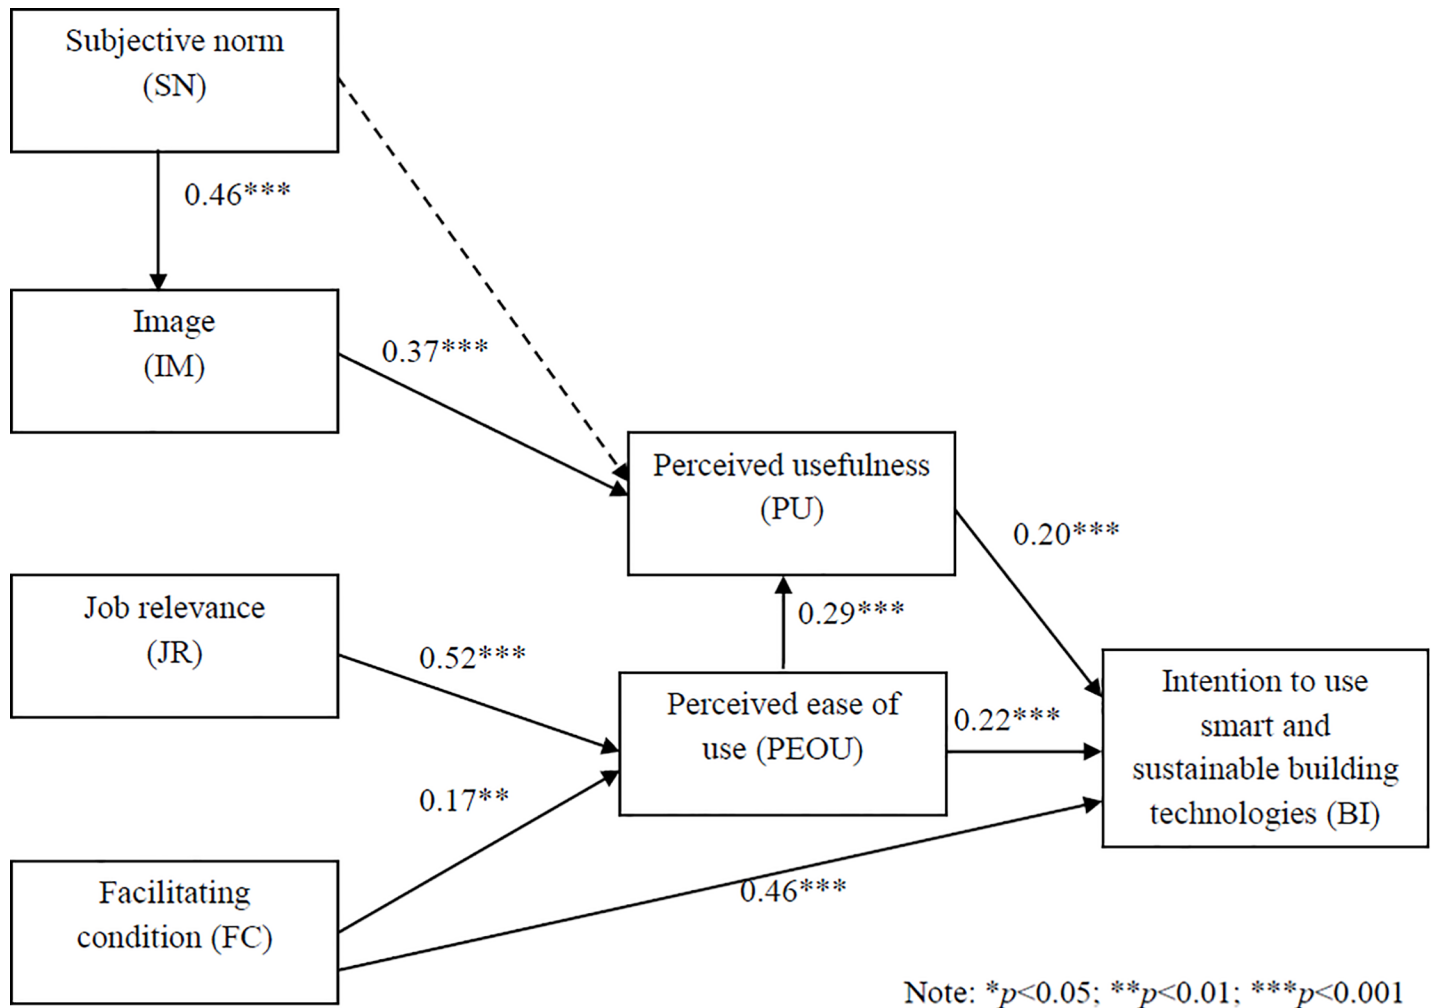 Subjective norm
(SN)
0.46***
Image
(IM)
0.37***
Perceived usefulness
(PU)
0.20***
Job relevance
(JR)
0.29***
0.52***
Perceived ease of
use (PEOU)
0.22***
Intention to use
smart and
sustainable building
technologies (BI)
0.17**
Facilitating
condition (FC)
0.46***
Note: *p<0.05; **p<0.01; ***p<0.001